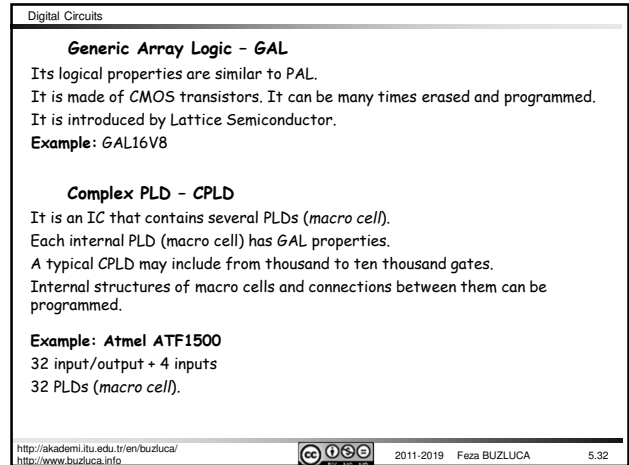 Digital Circuits
Generic Array Logic – GAL
Its logical properties are similar to PAL.
It is made of CMOS transistors. It can be many times erased and programmed.
It is introduced by Lattice Semiconductor.
Example: GAL16V8
Complex PLD – CPLD
It is an IC that contains several PLDs (macro cell).
Each internal PLD (macro cell) has GAL properties.
A typical CPLD may include from thousand to ten thousand gates.
Internal structures of macro cells and connections between them can be
programmed.
Example: Atmel ATF1500
32 input/output + 4 inputs
32 PLDs (macro cell).
http://akademi.itu.edu.tr/en/buzluca/
http://www.buzluca.info
cc BY NC ND
2011-2019 Feza BUZLUCA 5.32